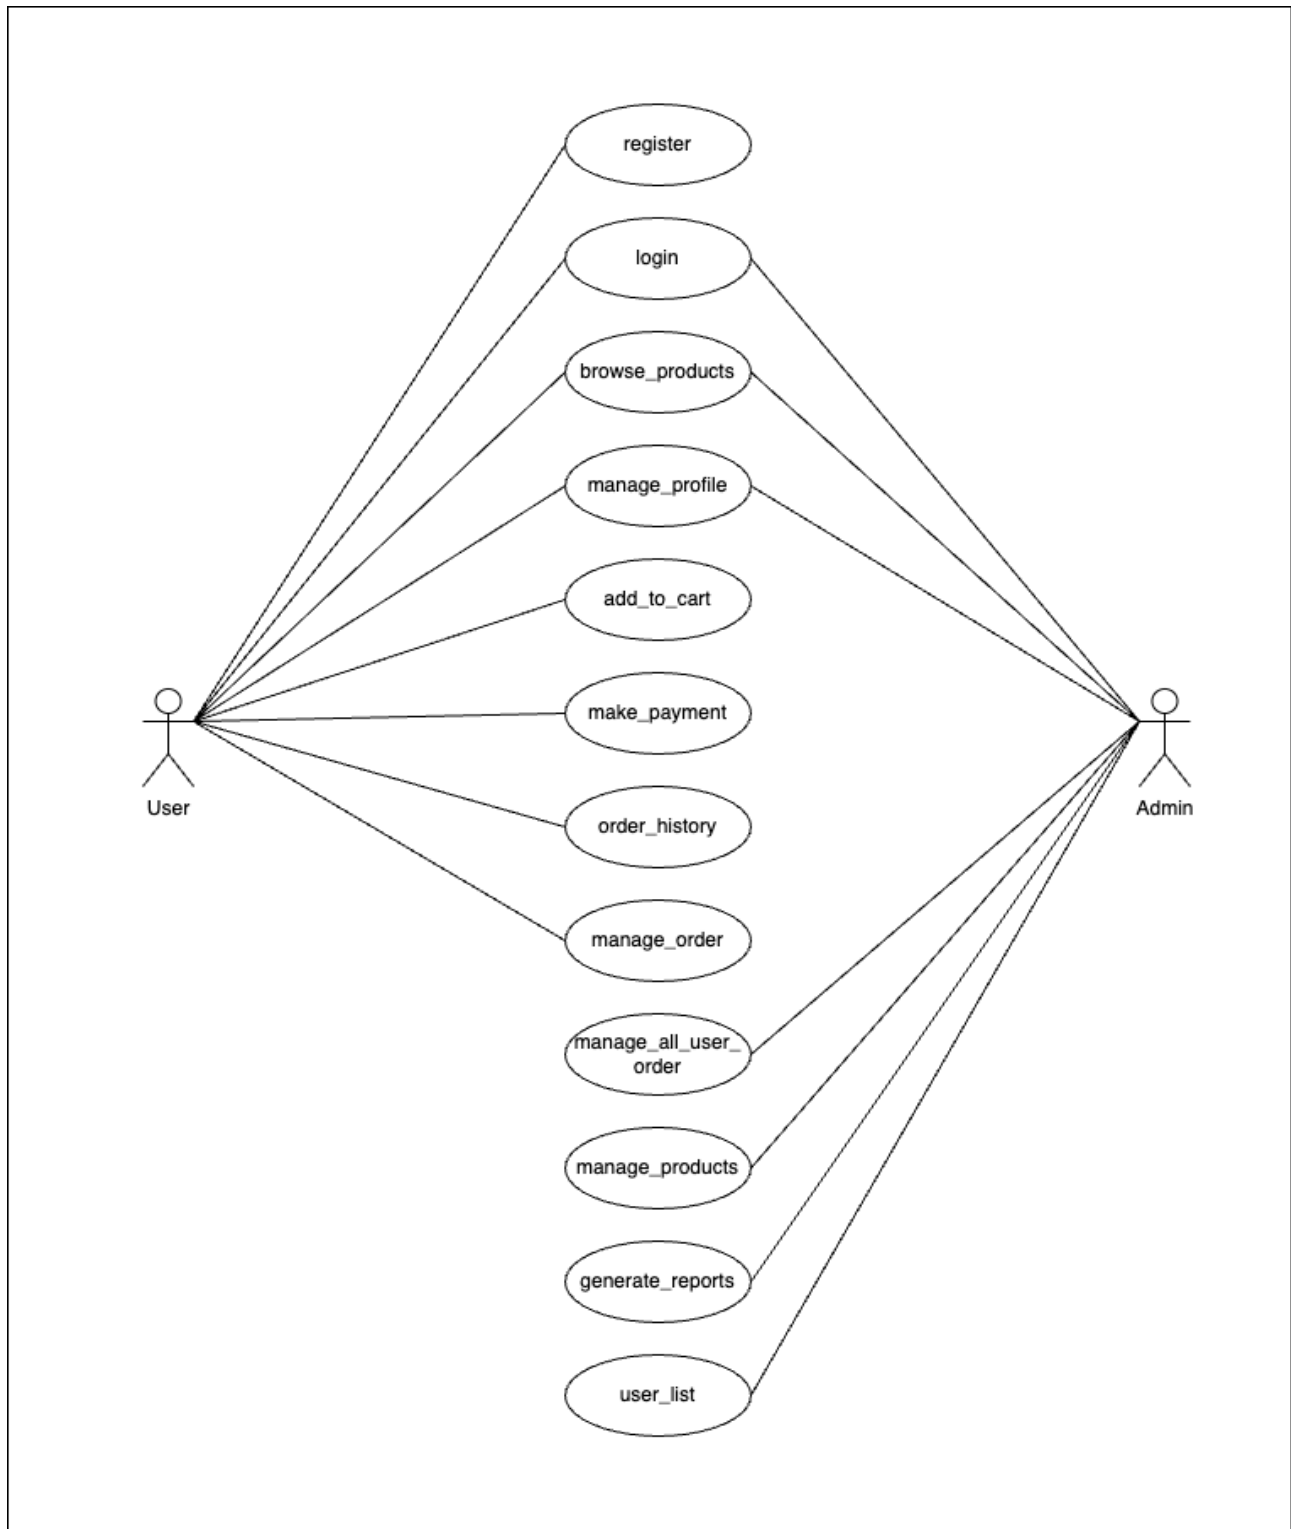 register
login
browse_products
manage_profile
add_to_cart
make_payment
User
Admin
order_history
manage_order
manage_all_user_
order
manage_products
generate_reports
user_list